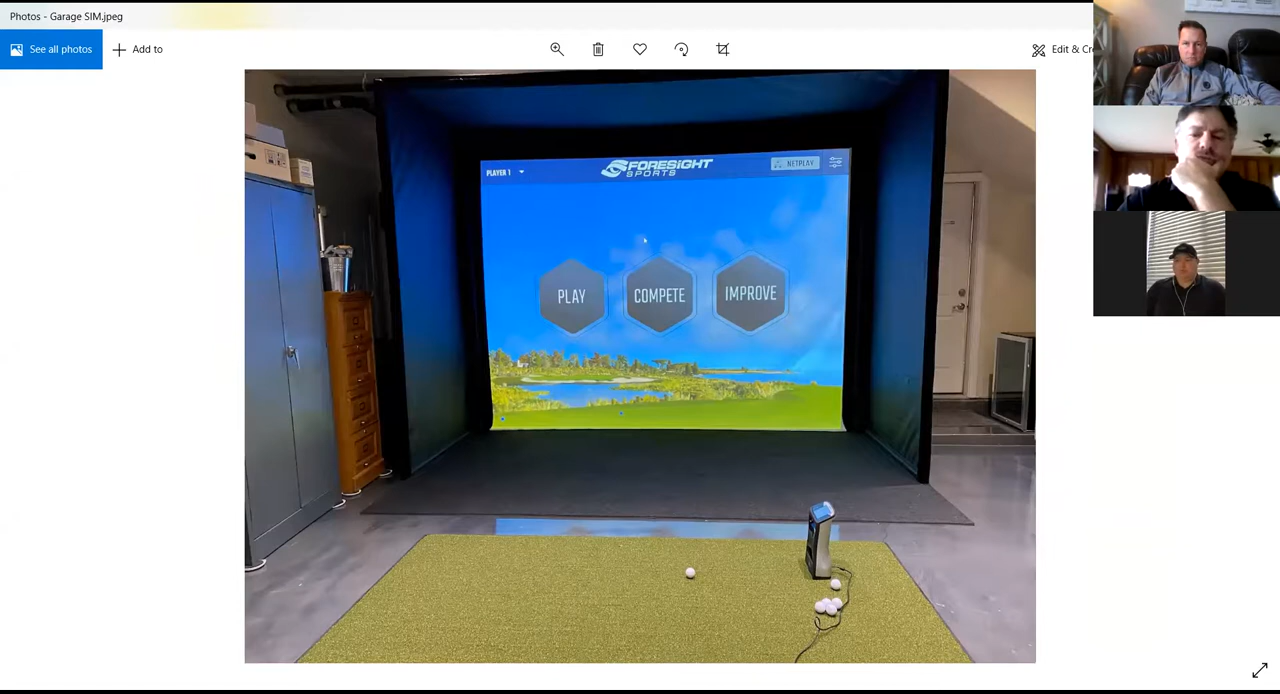 Photos - Garage SIM.jpeg
See all photos
Add to
Edit & Cr
PLAYER 1
FORESIGHT
SPORTS
NETPLAY
PLAY
COMPETE
IMPROVE